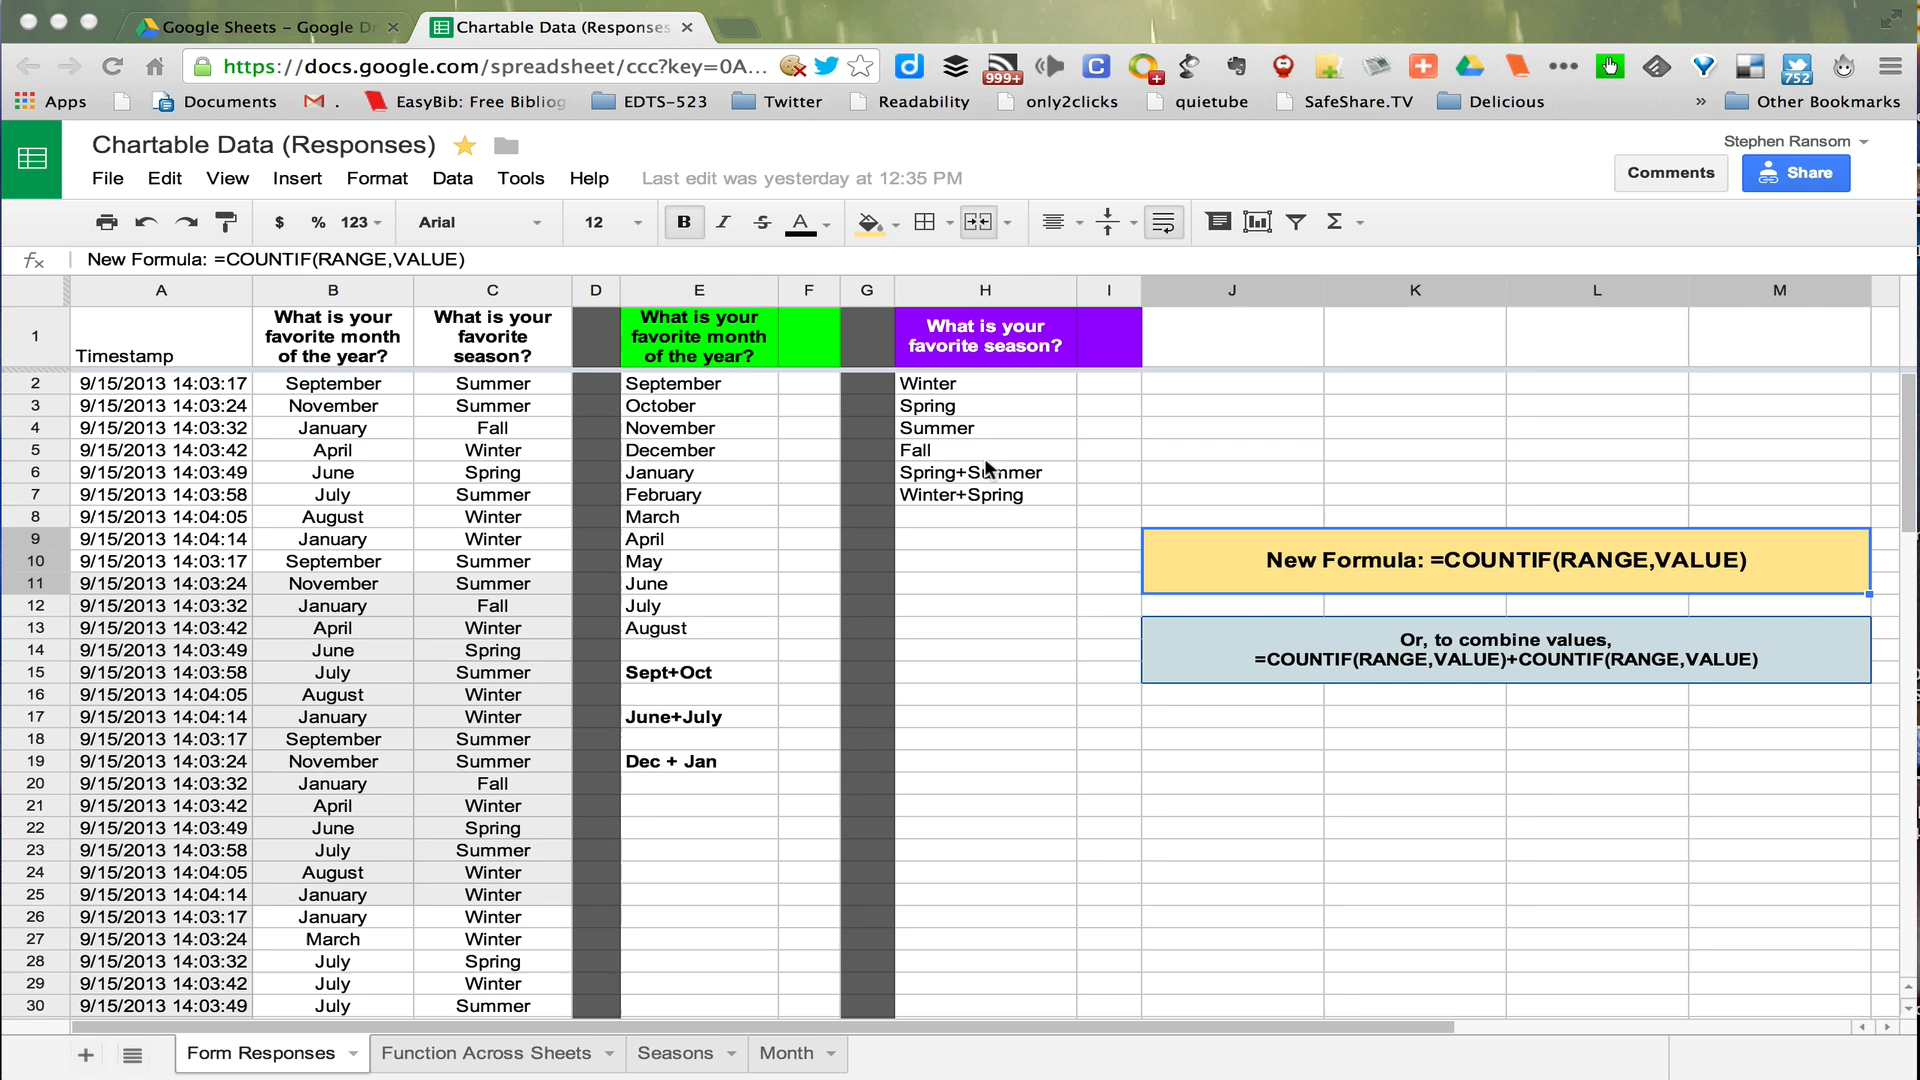 Google Sheets – Google Dr
Chartable Data (Responses
https://docs.google.com/spreadsheet/ccc?key=0A...
999+
752
Apps
Documents
.
EasyBib: Free Bibliog
EDTS-523
Twitter
Readability
only2clicks
quietube
SafeShare.TV
Delicious
»
Other Bookmarks
Chartable Data (Responses)
Stephen Ransom
File Edit View Insert Format Data Tools Help Last edit was yesterday at 12:35 PM
Comments
Share
$ % 123 Arial 12 B I S A Σ
fx New Formula: =COUNTIF(RANGE,VALUE)
A B C D E F G H I J K L M
1 Timestamp
What is your favorite month of the year?
What is your favorite season?
What is your favorite month of the year?
What is your favorite season?
2 9/15/2013 14:03:17 September Summer September Winter
3 9/15/2013 14:03:24 November Summer October Spring
4 9/15/2013 14:03:32 January Fall November Summer
5 9/15/2013 14:03:42 April Winter December Fall
6 9/15/2013 14:03:49 June Spring January Spring+Summer
7 9/15/2013 14:03:58 July Summer February Winter+Spring
8 9/15/2013 14:04:05 August Winter March
9 9/15/2013 14:04:14 January Winter April
10 9/15/2013 14:03:17 September Summer May
New Formula: =COUNTIF(RANGE,VALUE)
11 9/15/2013 14:03:24 November Summer June
12 9/15/2013 14:03:32 January Fall July
13 9/15/2013 14:03:42 April Winter August
Or, to combine values,
=COUNTIF(RANGE,VALUE)+COUNTIF(RANGE,VALUE)
14 9/15/2013 14:03:49 June Spring
15 9/15/2013 14:03:58 July Summer Sept+Oct
16 9/15/2013 14:04:05 August Winter
17 9/15/2013 14:04:14 January Winter June+July
18 9/15/2013 14:03:17 September Summer
19 9/15/2013 14:03:24 November Summer Dec + Jan
20 9/15/2013 14:03:32 January Fall
21 9/15/2013 14:03:42 April Winter
22 9/15/2013 14:03:49 June Spring
23 9/15/2013 14:03:58 July Summer
24 9/15/2013 14:04:05 August Winter
25 9/15/2013 14:04:14 January Winter
26 9/15/2013 14:03:17 January Winter
27 9/15/2013 14:03:24 March Winter
28 9/15/2013 14:03:32 July Spring
29 9/15/2013 14:03:42 July Winter
30 9/15/2013 14:03:49 July Summer
+ Form Responses Function Across Sheets Seasons Month